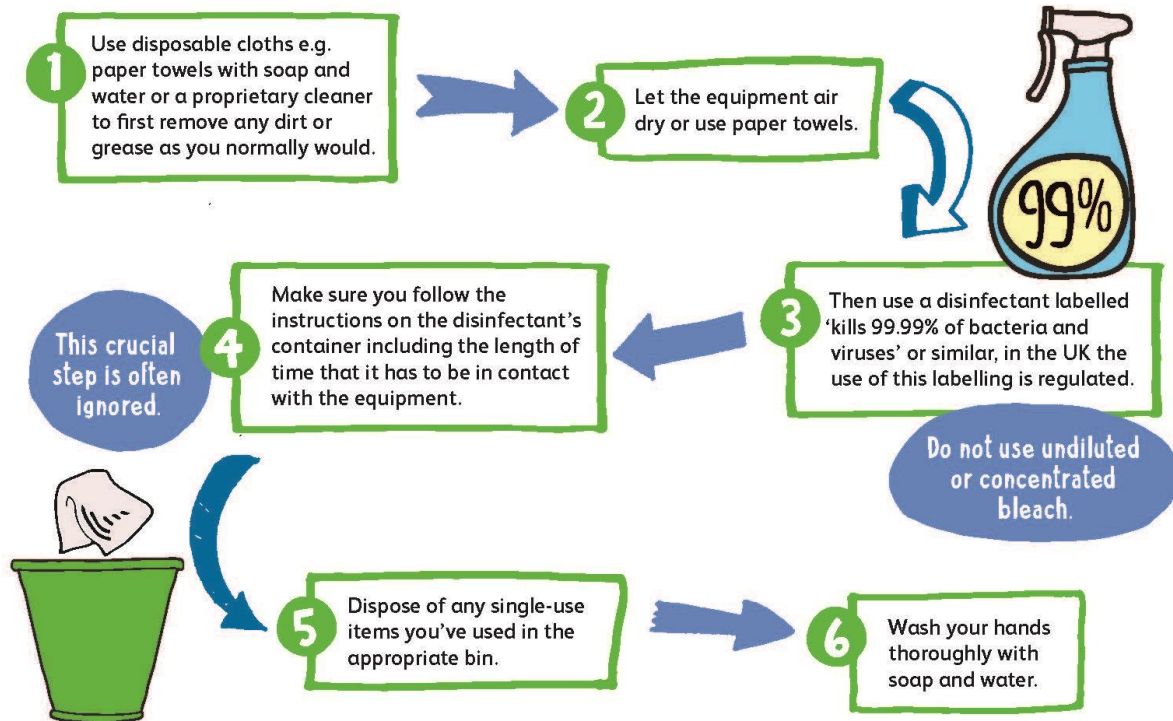 1
Use disposable cloths e.g.
paper towels with soap and
water or a proprietary cleaner
to first remove any dirt or
grease as you normally would.
2
Let the equipment air
dry or use paper towels.
99%
3
Then use a disinfectant labelled
‘kills 99.99% of bacteria and
viruses’ or similar, in the UK the
use of this labelling is regulated.
Do not use undiluted
or concentrated
bleach.
4
Make sure you follow the
instructions on the disinfectant’s
container including the length of
time that it has to be in contact
with the equipment.
This crucial
step is often
ignored.
5
Dispose of any single-use
items you’ve used in the
appropriate bin.
6
Wash your hands
thoroughly with
soap and water.